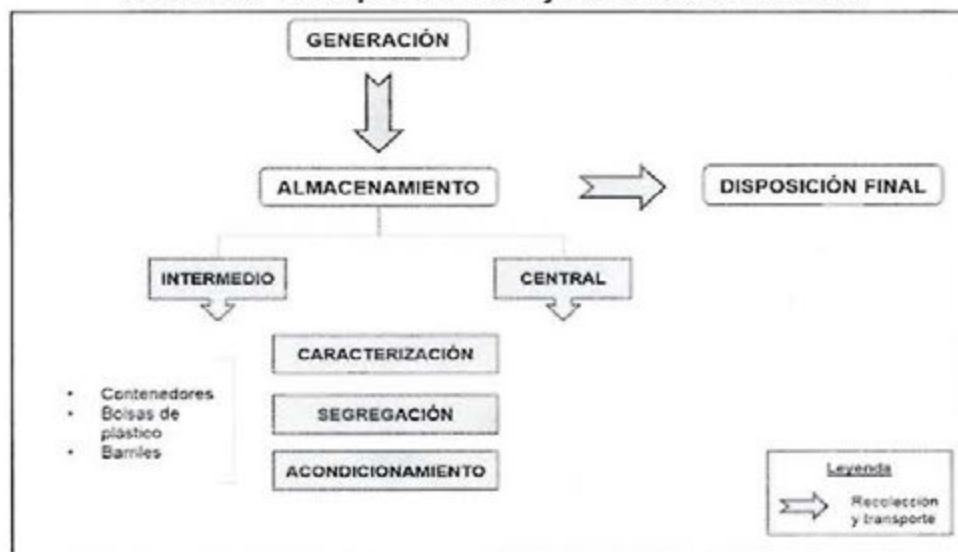 GENERACIÓN
ALMACENAMIENTO
DISPOSICIÓN FINAL
INTERMEDIO
CENTRAL
CARACTERIZACIÓN
SEGREGACIÓN
ACONDICIONAMIENTO
• Contenedores
• Bolsas de
plástico
• Barriles
Leyenda
Recolección
y transporte